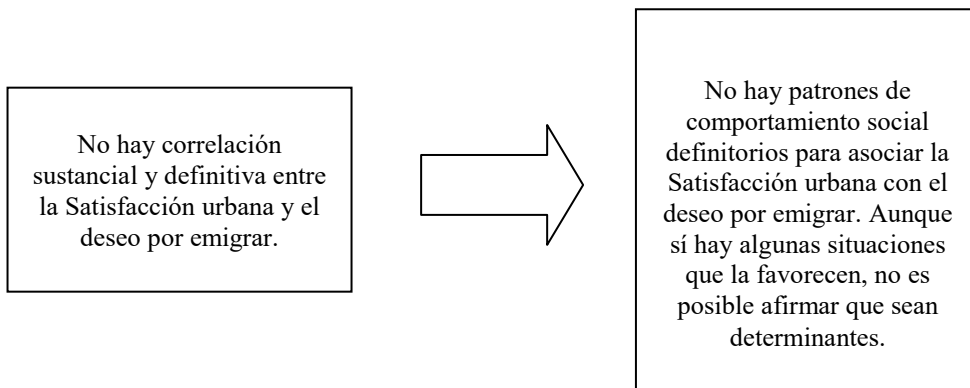 No hay correlación
sustancial y definitiva entre
la Satisfacción urbana y el
deseo por emigrar.
No hay patrones de
comportamiento social
definitorios para asociar la
Satisfacción urbana con el
deseo por emigrar. Aunque
sí hay algunas situaciones
que la favorecen, no es
posible afirmar que sean
determinantes.